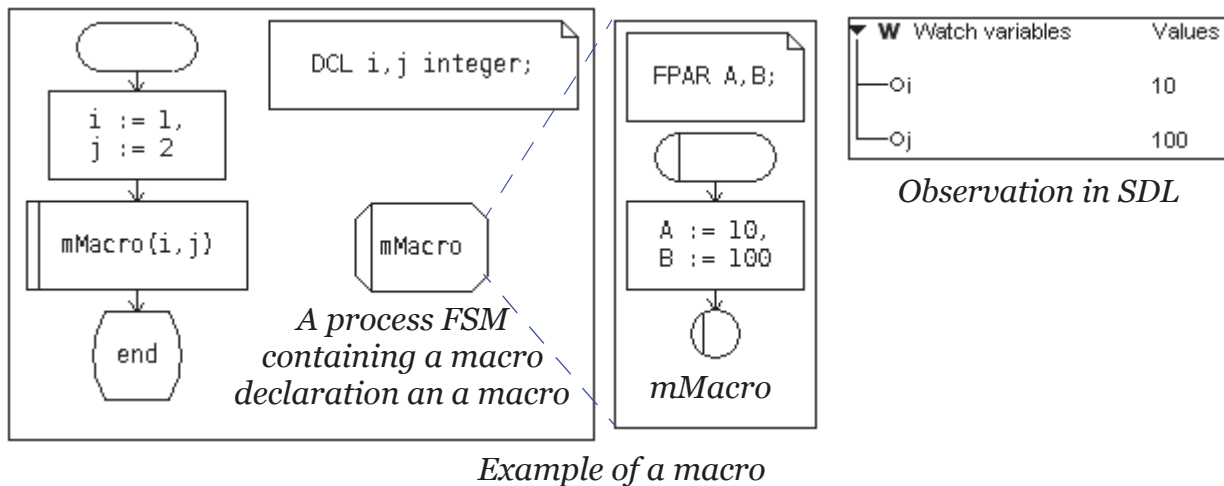 i := 1,
j := 2
mMacro(i,j)
end
DCL i,j integer;
mMacro
A process FSM
containing a macro
declaration an a macro
FPAR A,B;
A := 10,
B := 100
mMacro
W Watch variables Values
i 10
j 100
Observation in SDL
Example of a macro